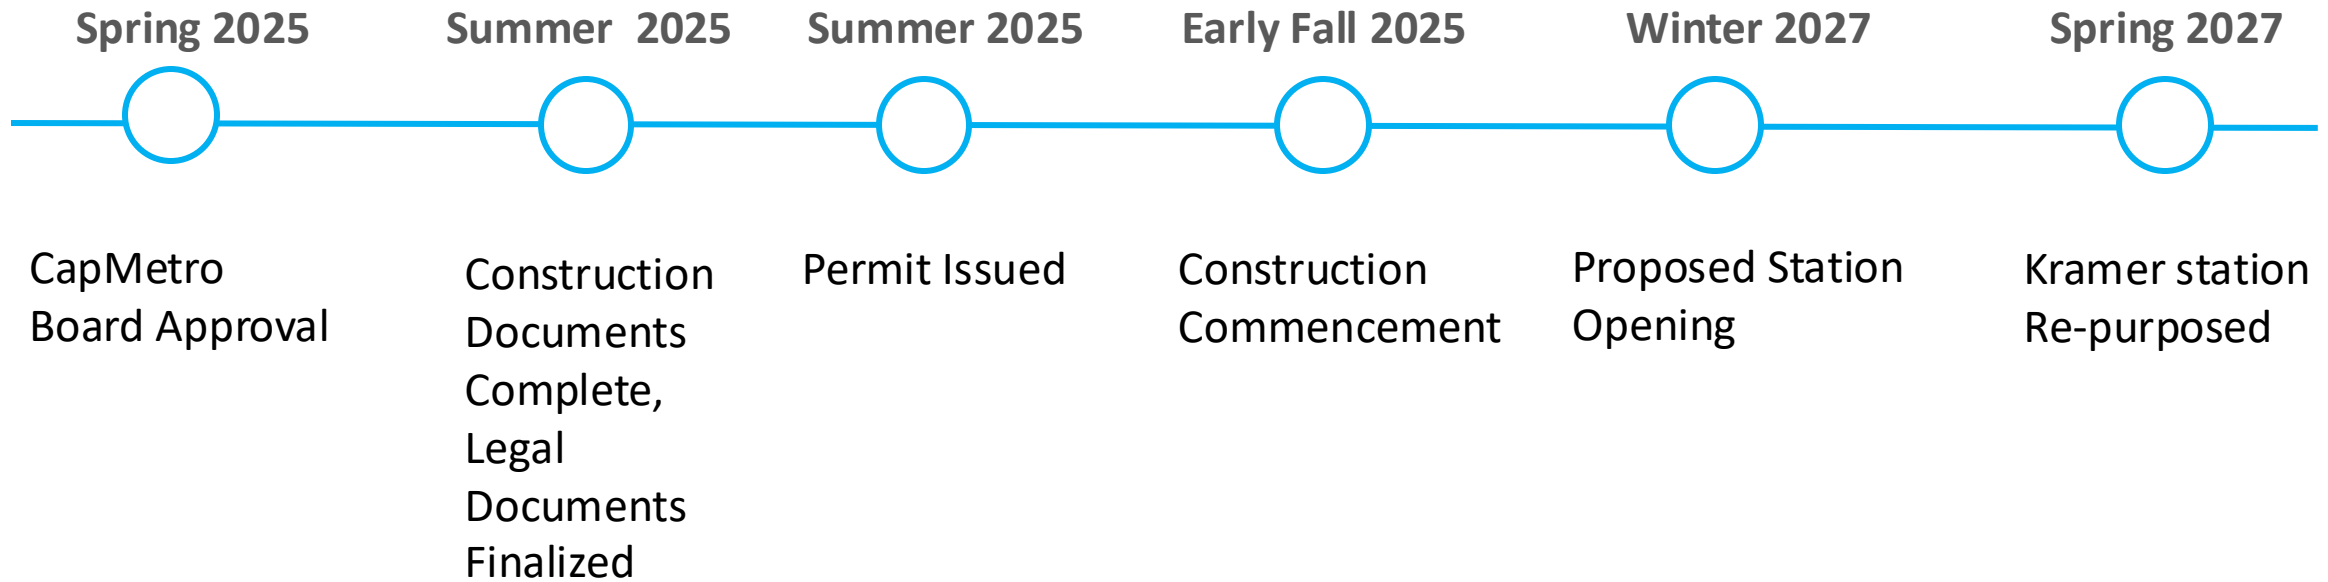 Spring 2025
Summer 2025
Summer 2025
Early Fall 2025
Winter 2027
Spring 2027
CapMetro
Board Approval
Construction
Documents
Complete,
Legal
Documents
Finalized
Permit Issued
Construction
Commencement
Proposed Station
Opening
Kramer station
Re-purposed